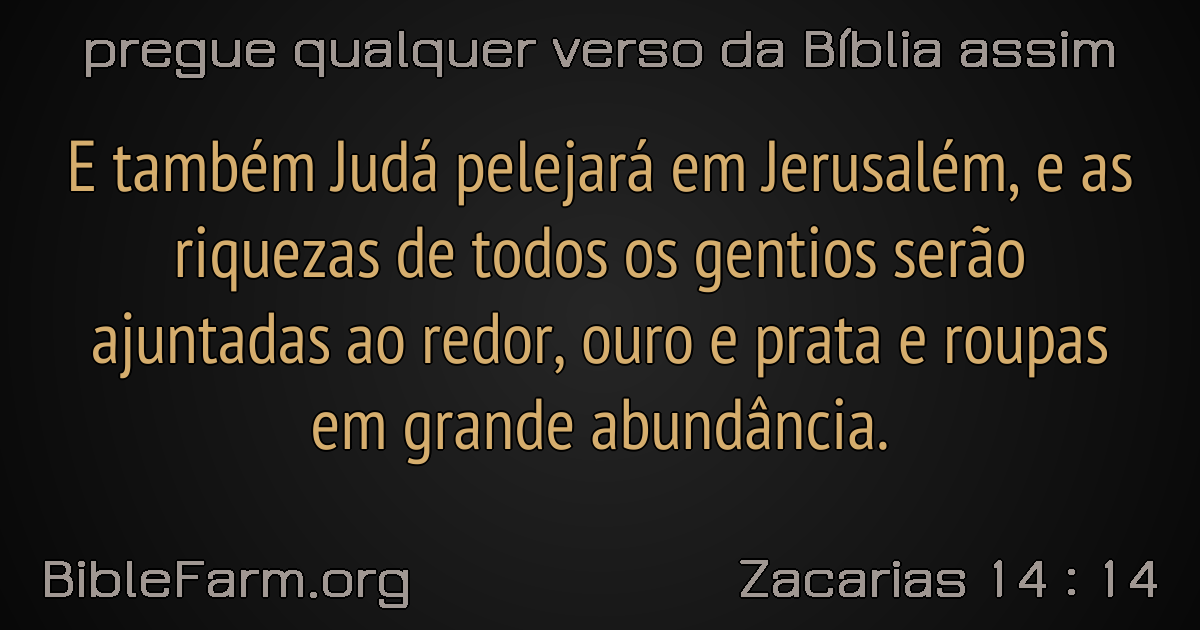 pregue qualquer verso da Bíblia assim
E também Judá pelejará em Jerusalém, e as
riquezas de todos os gentios serão
ajuntadas ao redor, ouro e prata e roupas
em grande abundância.
BibleFarm.org
Zacarias 14 : 14